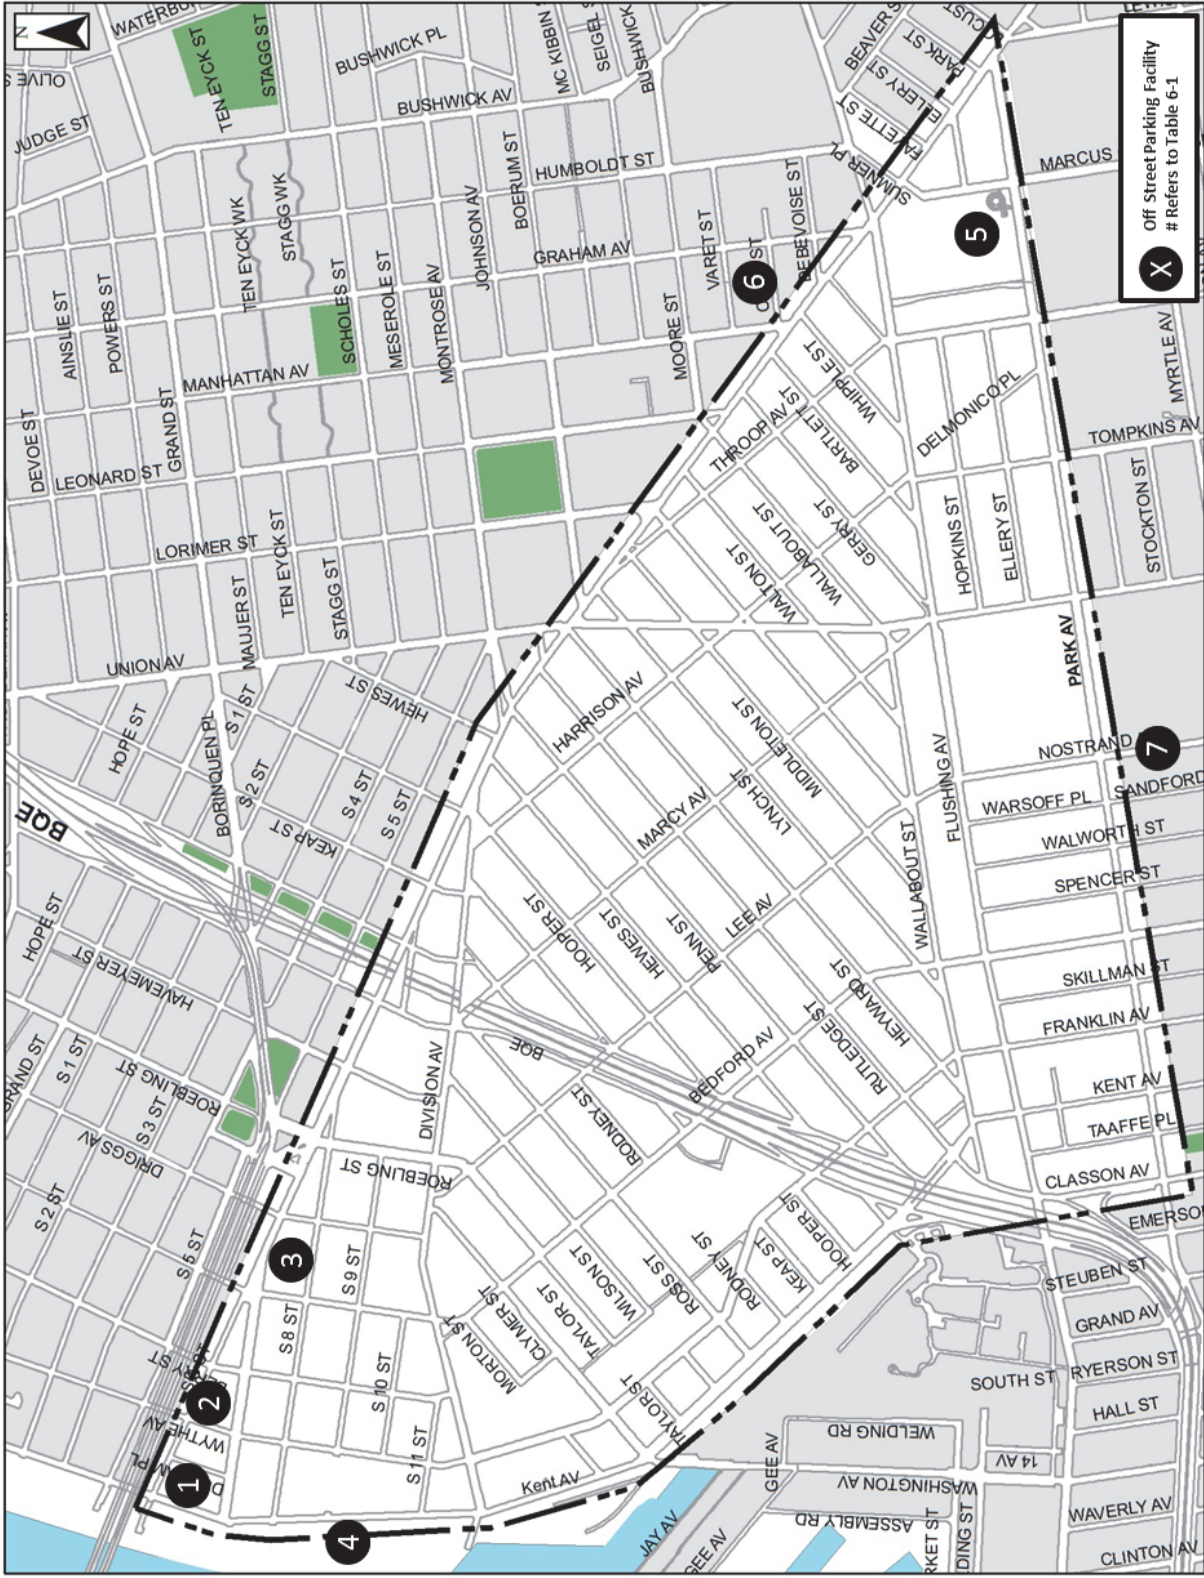 N
WATERBU
OLIVE S
TEN EYCK ST
STAGG ST
BUSHWICK PL
MC KIBBIN S
SEIGEL S
BUSHWICK
BEAVER S
PARK ST
CUST
LEWIS
ELLERY ST
PARK ST
FAYETTE ST
JUDGE ST
BUSHWICK AV
HUMBOLDT ST
SUMNER PL
MARCUS
Off Street Parking Facility
# Refers to Table 6-1
X
TEN EYCK WK
STAGG WK
JOHNSON AV
BOERUM ST
GRAHAM AV
VARET ST
DEBEVOISE ST
5
6
AINSLIE ST
POWERS ST
SCHOLES ST
MESEROLE ST
MONTROSE AV
MOORE ST
MANHATTAN AV
DEVOE ST
LEONARD ST
GRAND ST
THROOP AV
BARTLETT ST
WHIPPLE ST
DELMONICO PL
TOMPKINS AV
MYRTLE AV
LORIMER ST
TEN EYCK ST
STAGG ST
MAUJER ST
UNION AV
WALTON ST
WALLABOUT ST
GERRY ST
HOPKINS ST
ELLERY ST
STOCKTON ST
PARK AV
HOPE ST
BORINQUEN PL
S 1 ST
S 2 ST
HEWES ST
HARRISON AV
MIDDLETON ST
LYNCH ST
MARCY AV
FLUSHING AV
NOSTRAND
7
BQE
KEAP ST
S 4 ST
S 5 ST
WALLABOUT ST
WARSOFF PL
SANDFORD
WALWORTH ST
SPENCER ST
HOPE ST
HAVEMEYER ST
HOOPER ST
HEWES ST
PENN ST
LEE AV
HEYWARD ST
RUTLEDGE ST
SKILLMAN ST
FRANKLIN AV
GRAND ST
S 1 ST
ROEBLING ST
S 3 ST
DRIGGS AV
DIVISION AV
BQE
BEDFORD AV
RODNEY ST
KENT AV
TAAFFE PL
CLASSON AV
S 2 ST
S 5 ST
ROEBLING ST
3
S 9 ST
S 8 ST
MORTON ST
CLYMER ST
TAYLOR ST
WILSON ST
ROSS ST
RODNEY ST
RODNEY ST
KEAP ST
HOOPER ST
EMERSON
STEUBEN ST
GRAND AV
RYERSON ST
SOUTH ST
HALL ST
2
WYTHE AV
S 10 ST
S 11 ST
TAYLOR ST
TAYLOR ST
1
4
Kent AV
GEE AV
WELDING RD
14 AV
WASHINGTON AV
ASSEMBLY RD
JAY AV
GEE AV
RKET ST
DING ST
WAVERLY AV
CLINTON AV